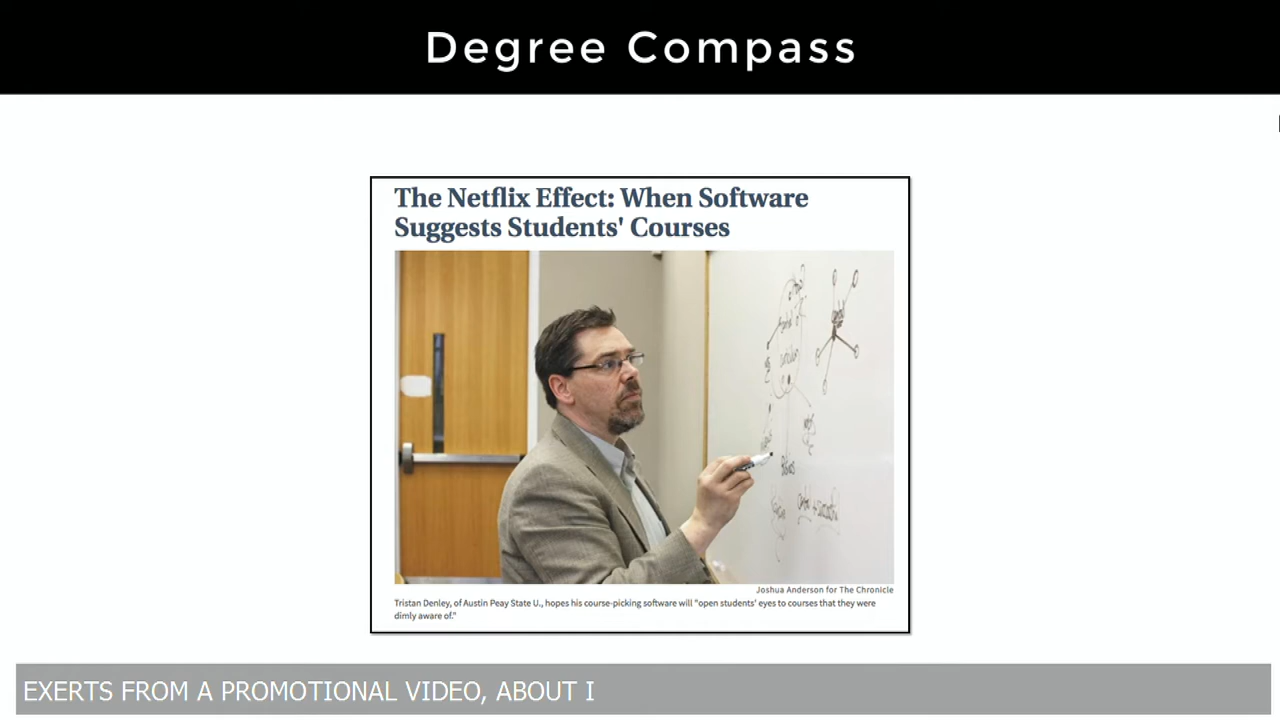 Degree Compass
The Netflix Effect: When Software
Suggests Students' Courses
Joshua Anderson for The Chronicle
Tristan Denley, of Austin Peay State U., hopes his course-picking software will "open students' eyes to courses that they were
dimly aware of."
EXERTS FROM A PROMOTIONAL VIDEO, ABOUT I